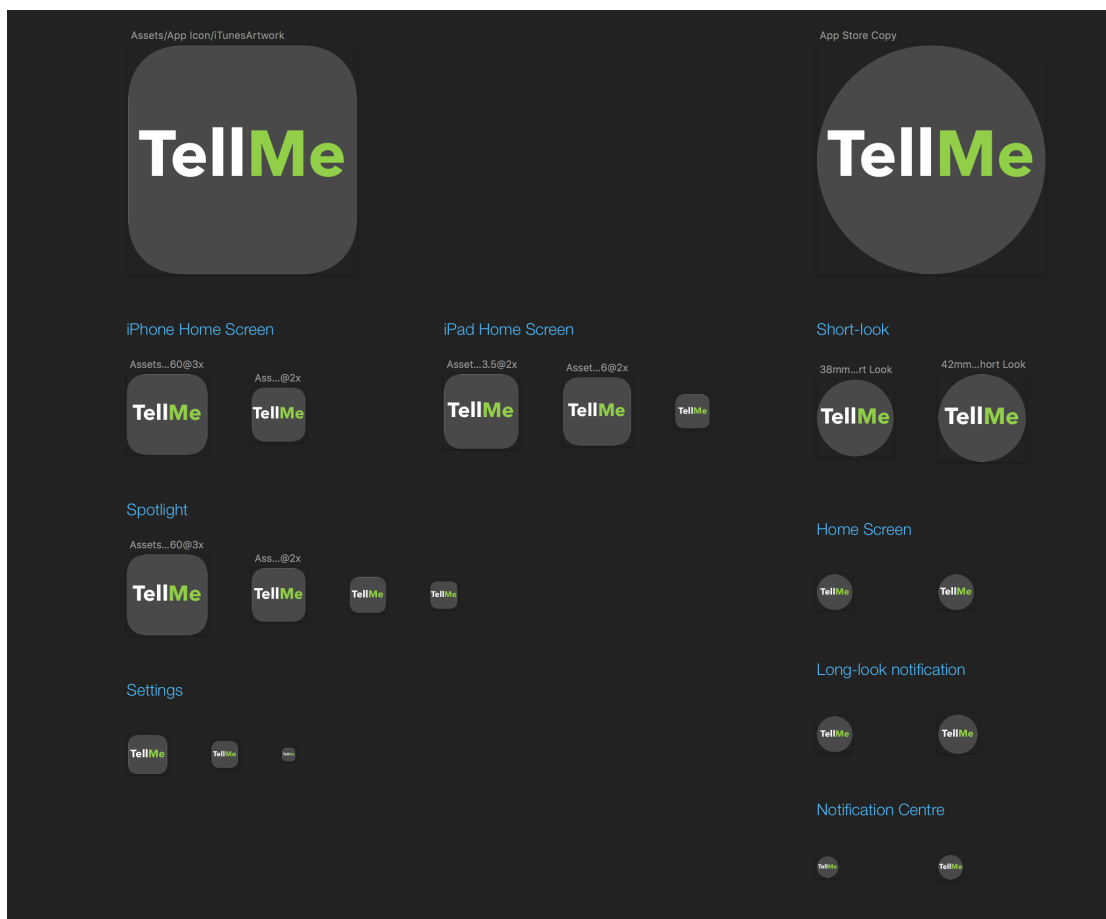 Assets/App Icon/iTunesArtwork
App Store Copy
TellMe
TellMe
iPhone Home Screen
iPad Home Screen
Short-look
Assets...60@3x
Ass...@2x
Asset...3.5@2x
Asset...6@2x
38mm...rt Look
42mm...hort Look
TellMe
TellMe
TellMe
TellMe
TellMe
TellMe
TellMe
Spotlight
Home Screen
Assets...60@3x
Ass...@2x
TellMe
TellMe
TellMe
TellMe
TellMe
TellMe
Settings
Long-look notification
TellMe
TellMe
TellMe
TellMe
TellMe
Notification Centre
TellMe
TellMe